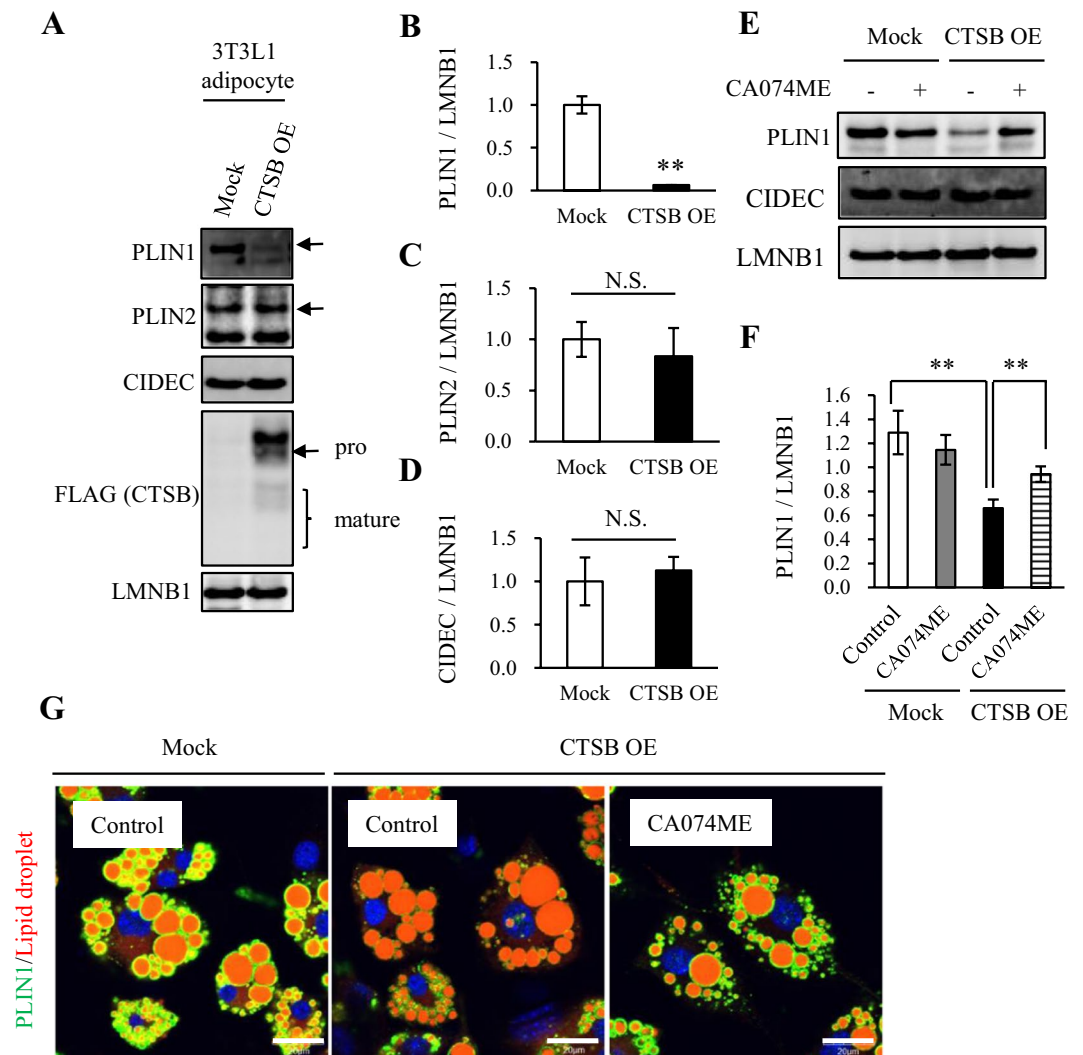 A
3T3L1
adipocyte
Mock
CTSB OE
PLIN1
PLIN2
CIDEC
FLAG (CTSB)
pro
mature
LMNB1
B
PLIN1 / LMNB1
1.5
1.0
0.5
0.0
**
Mock
CTSB OE
C
PLIN2 / LMNB1
N.S.
1.5
1.0
0.5
0.0
Mock
CTSB OE
D
CIDEC / LMNB1
N.S.
1.5
1.0
0.5
0.0
Mock
CTSB OE
E
Mock CTSB OE
CA074ME - + - +
PLIN1
CIDEC
LMNB1
F
PLIN1 / LMNB1
** **
1.6
1.4
1.2
1.0
0.8
0.6
0.4
0.2
0.0
Control
CA074ME
Control
CA074ME
Mock
CTSB OE
G
Mock
CTSB OE
PLIN1/Lipid droplet
Control
Control
CA074ME
20μm
20μm
20μm